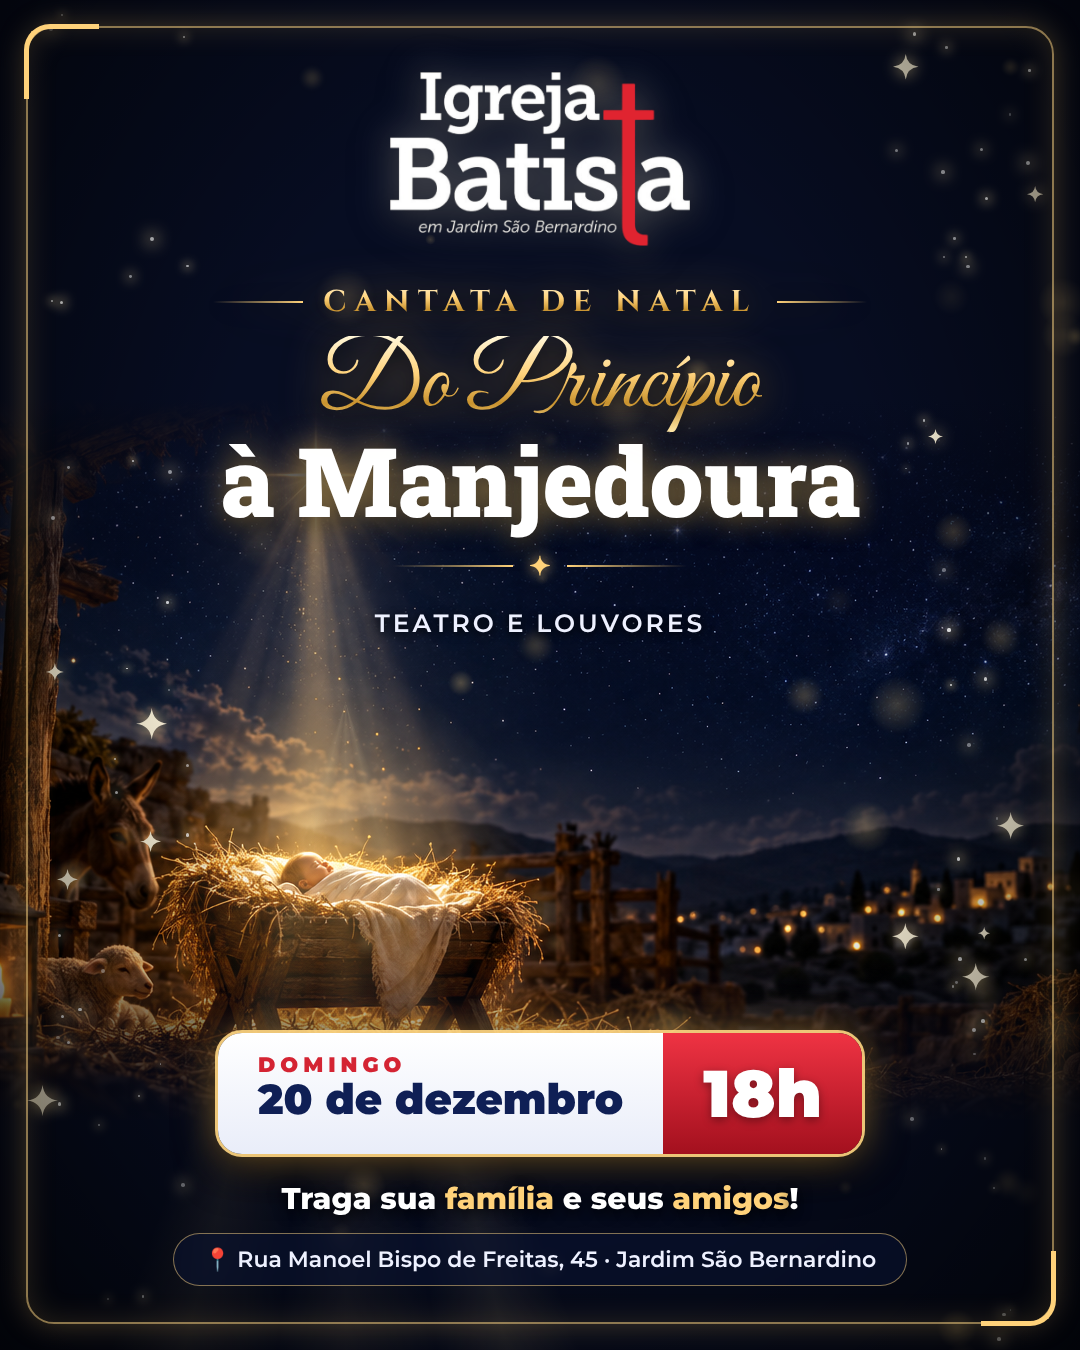 Igreja
Batista
em Jardim São Bernardino
CANTATA DE NATAL
Do Princípio
à Manjedoura
TEATRO E LOUVORES
DOMINGO
20 de dezembro
18h
Traga sua família e seus amigos!
Rua Manoel Bispo de Freitas, 45 · Jardim São Bernardino